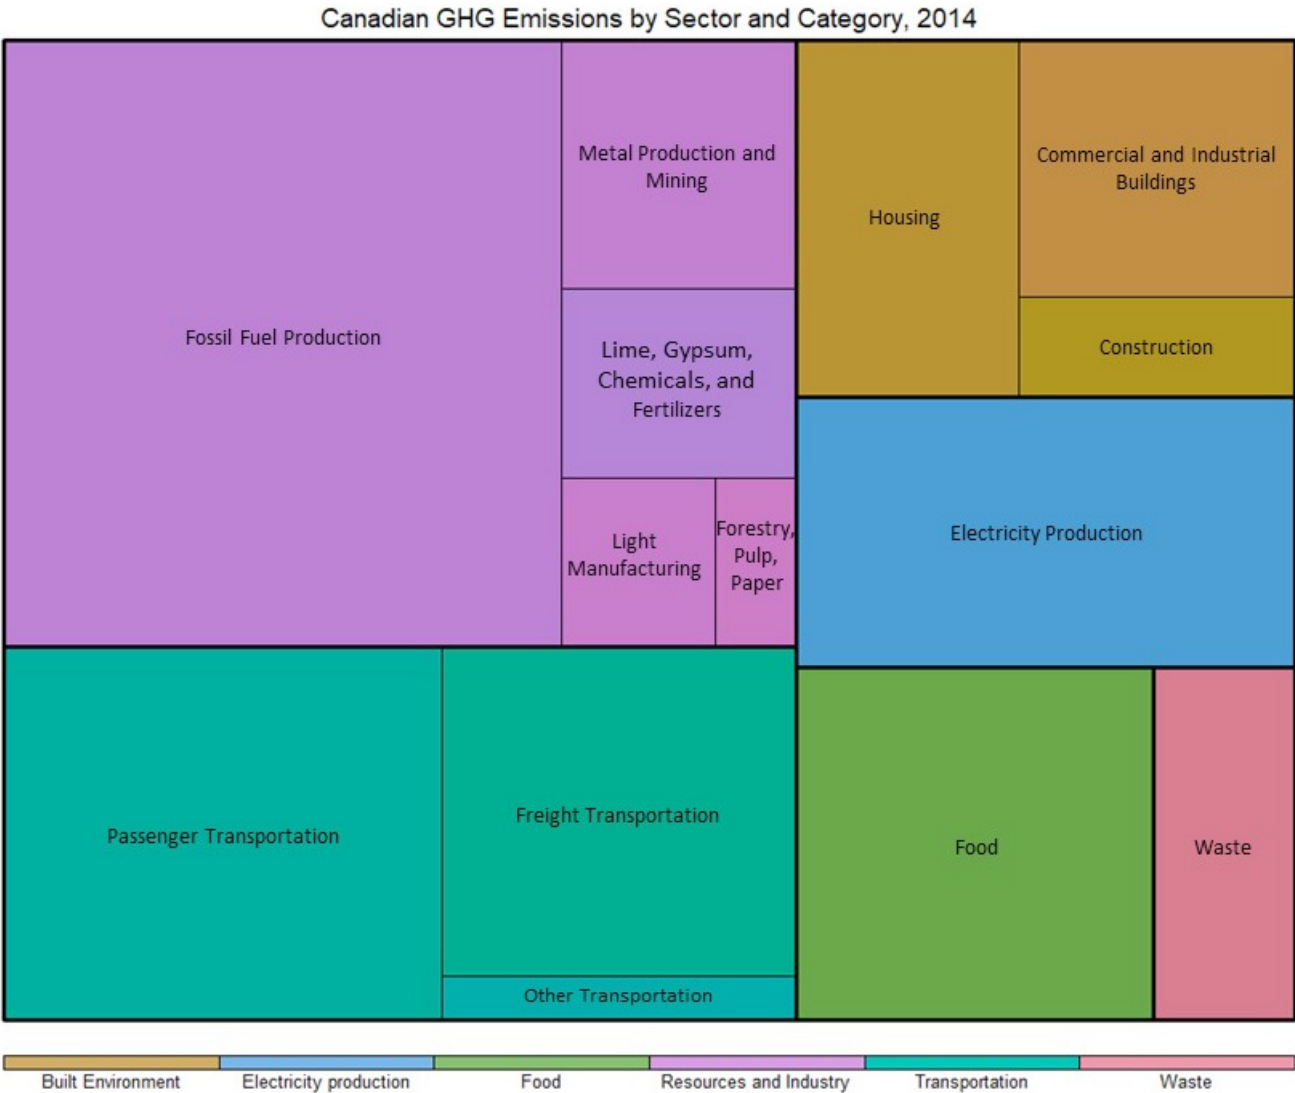 Canadian GHG Emissions by Sector and Category, 2014
Fossil Fuel Production
Metal Production and
Mining
Lime, Gypsum,
Chemicals, and
Fertilizers
Light
Manufacturing
Forestry,
Pulp,
Paper
Housing
Commercial and Industrial
Buildings
Construction
Electricity Production
Passenger Transportation
Freight Transportation
Other Transportation
Food
Waste
Built Environment
Electricity production
Food
Resources and Industry
Transportation
Waste